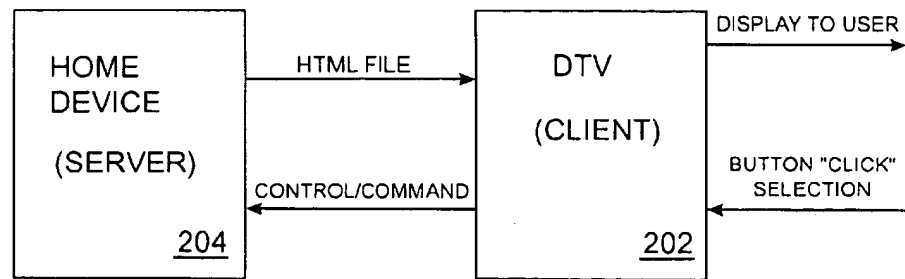 HOME
DEVICE
(SERVER)
204
HTML FILE
CONTROL/COMMAND
DTV
(CLIENT)
202
DISPLAY TO USER
BUTTON "CLICK"
SELECTION